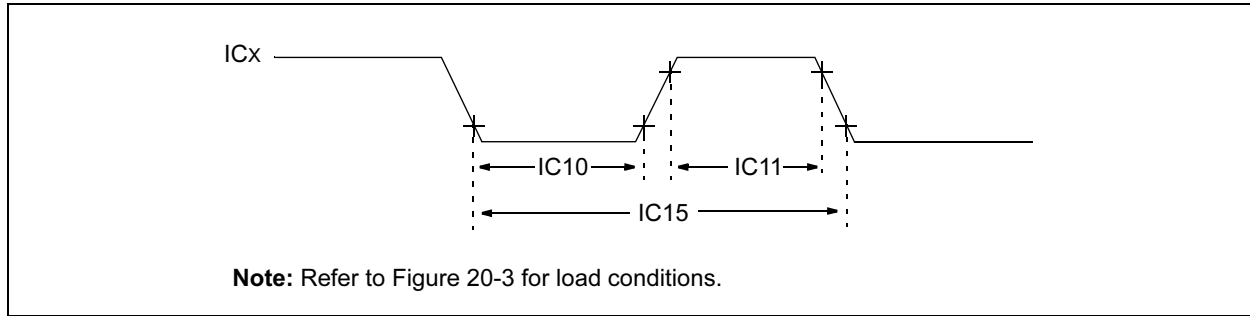 ICx
IC10
IC11
IC15
Note: Refer to Figure 20-3 for load conditions.